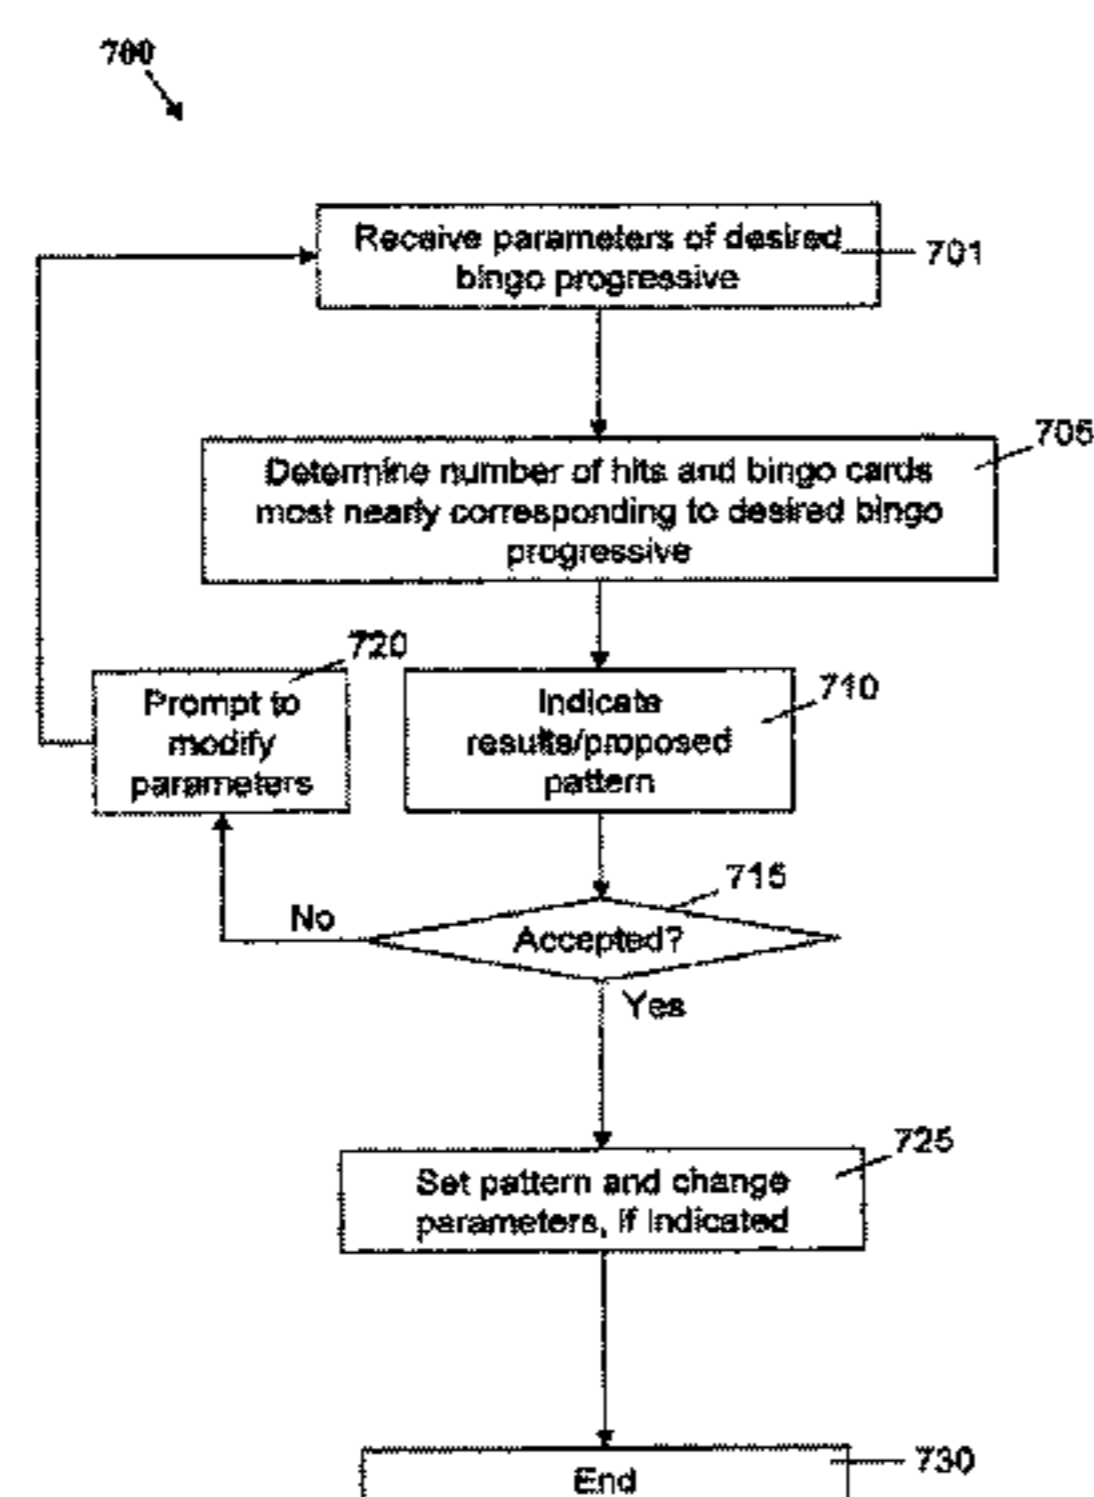 700
Receive parameters of desired
bingo progressive
701
705
Determine number of hits and bingo cards
most nearly corresponding to desired bingo
progressive
720
Prompt to
modify
parameters
710
Indicate
results/proposed
pattern
715
No
Accepted?
Yes
725
Set pattern and change
parameters, if indicated
730
End